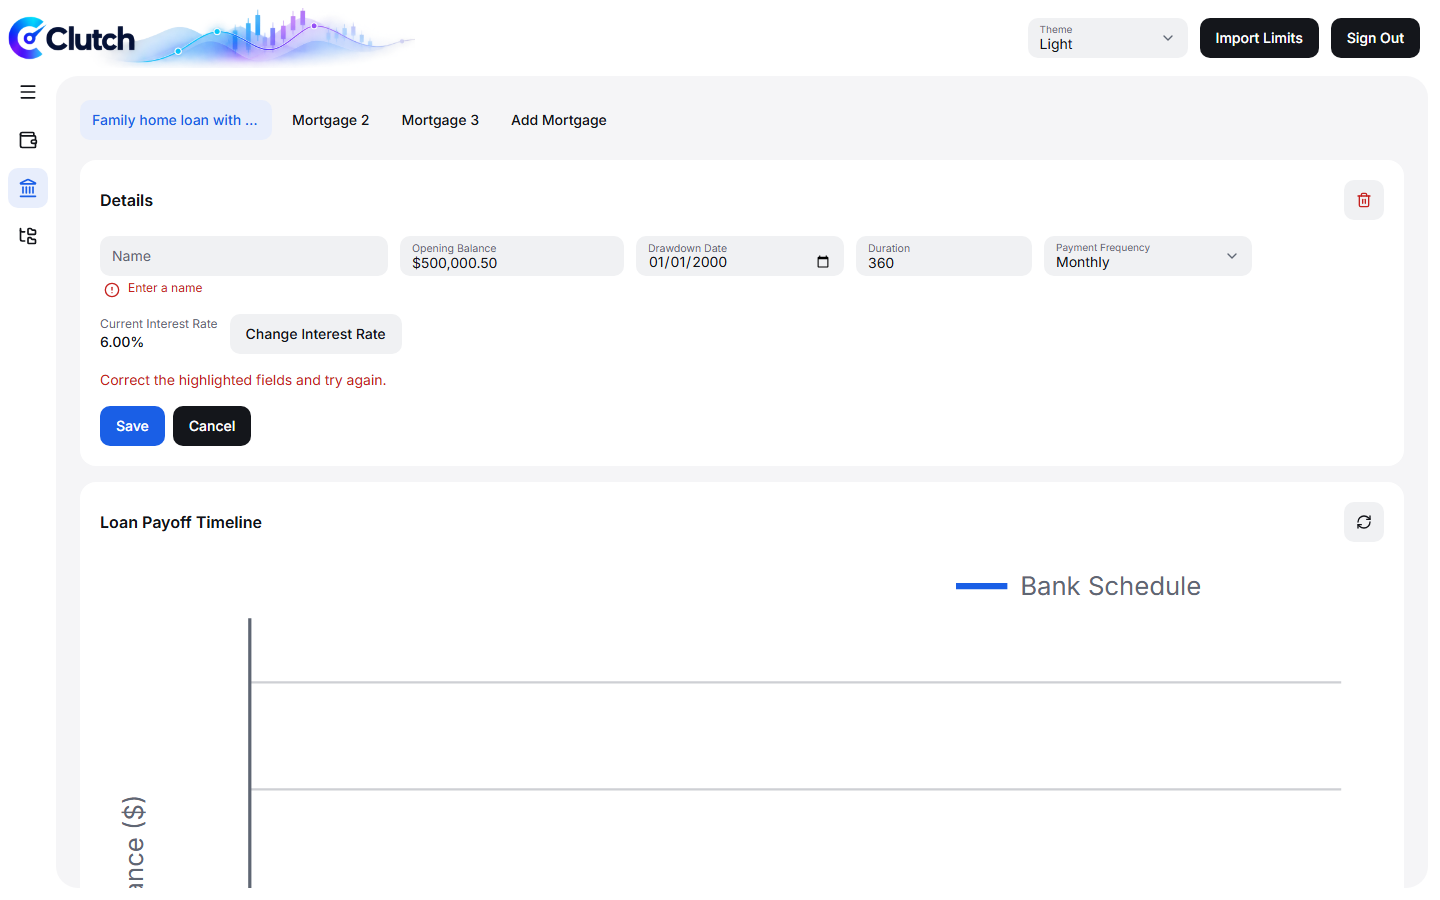 Clutch
Theme
Light
Import Limits
Sign Out
Family home loan with ...
Mortgage 2
Mortgage 3
Add Mortgage
Details
Name
Opening Balance
$500,000.50
Drawdown Date
01/01/2000
Duration
360
Payment Frequency
Monthly
Enter a name
Current Interest Rate
6.00%
Change Interest Rate
Correct the highlighted fields and try again.
Save
Cancel
Loan Payoff Timeline
Bank Schedule
ance ($)